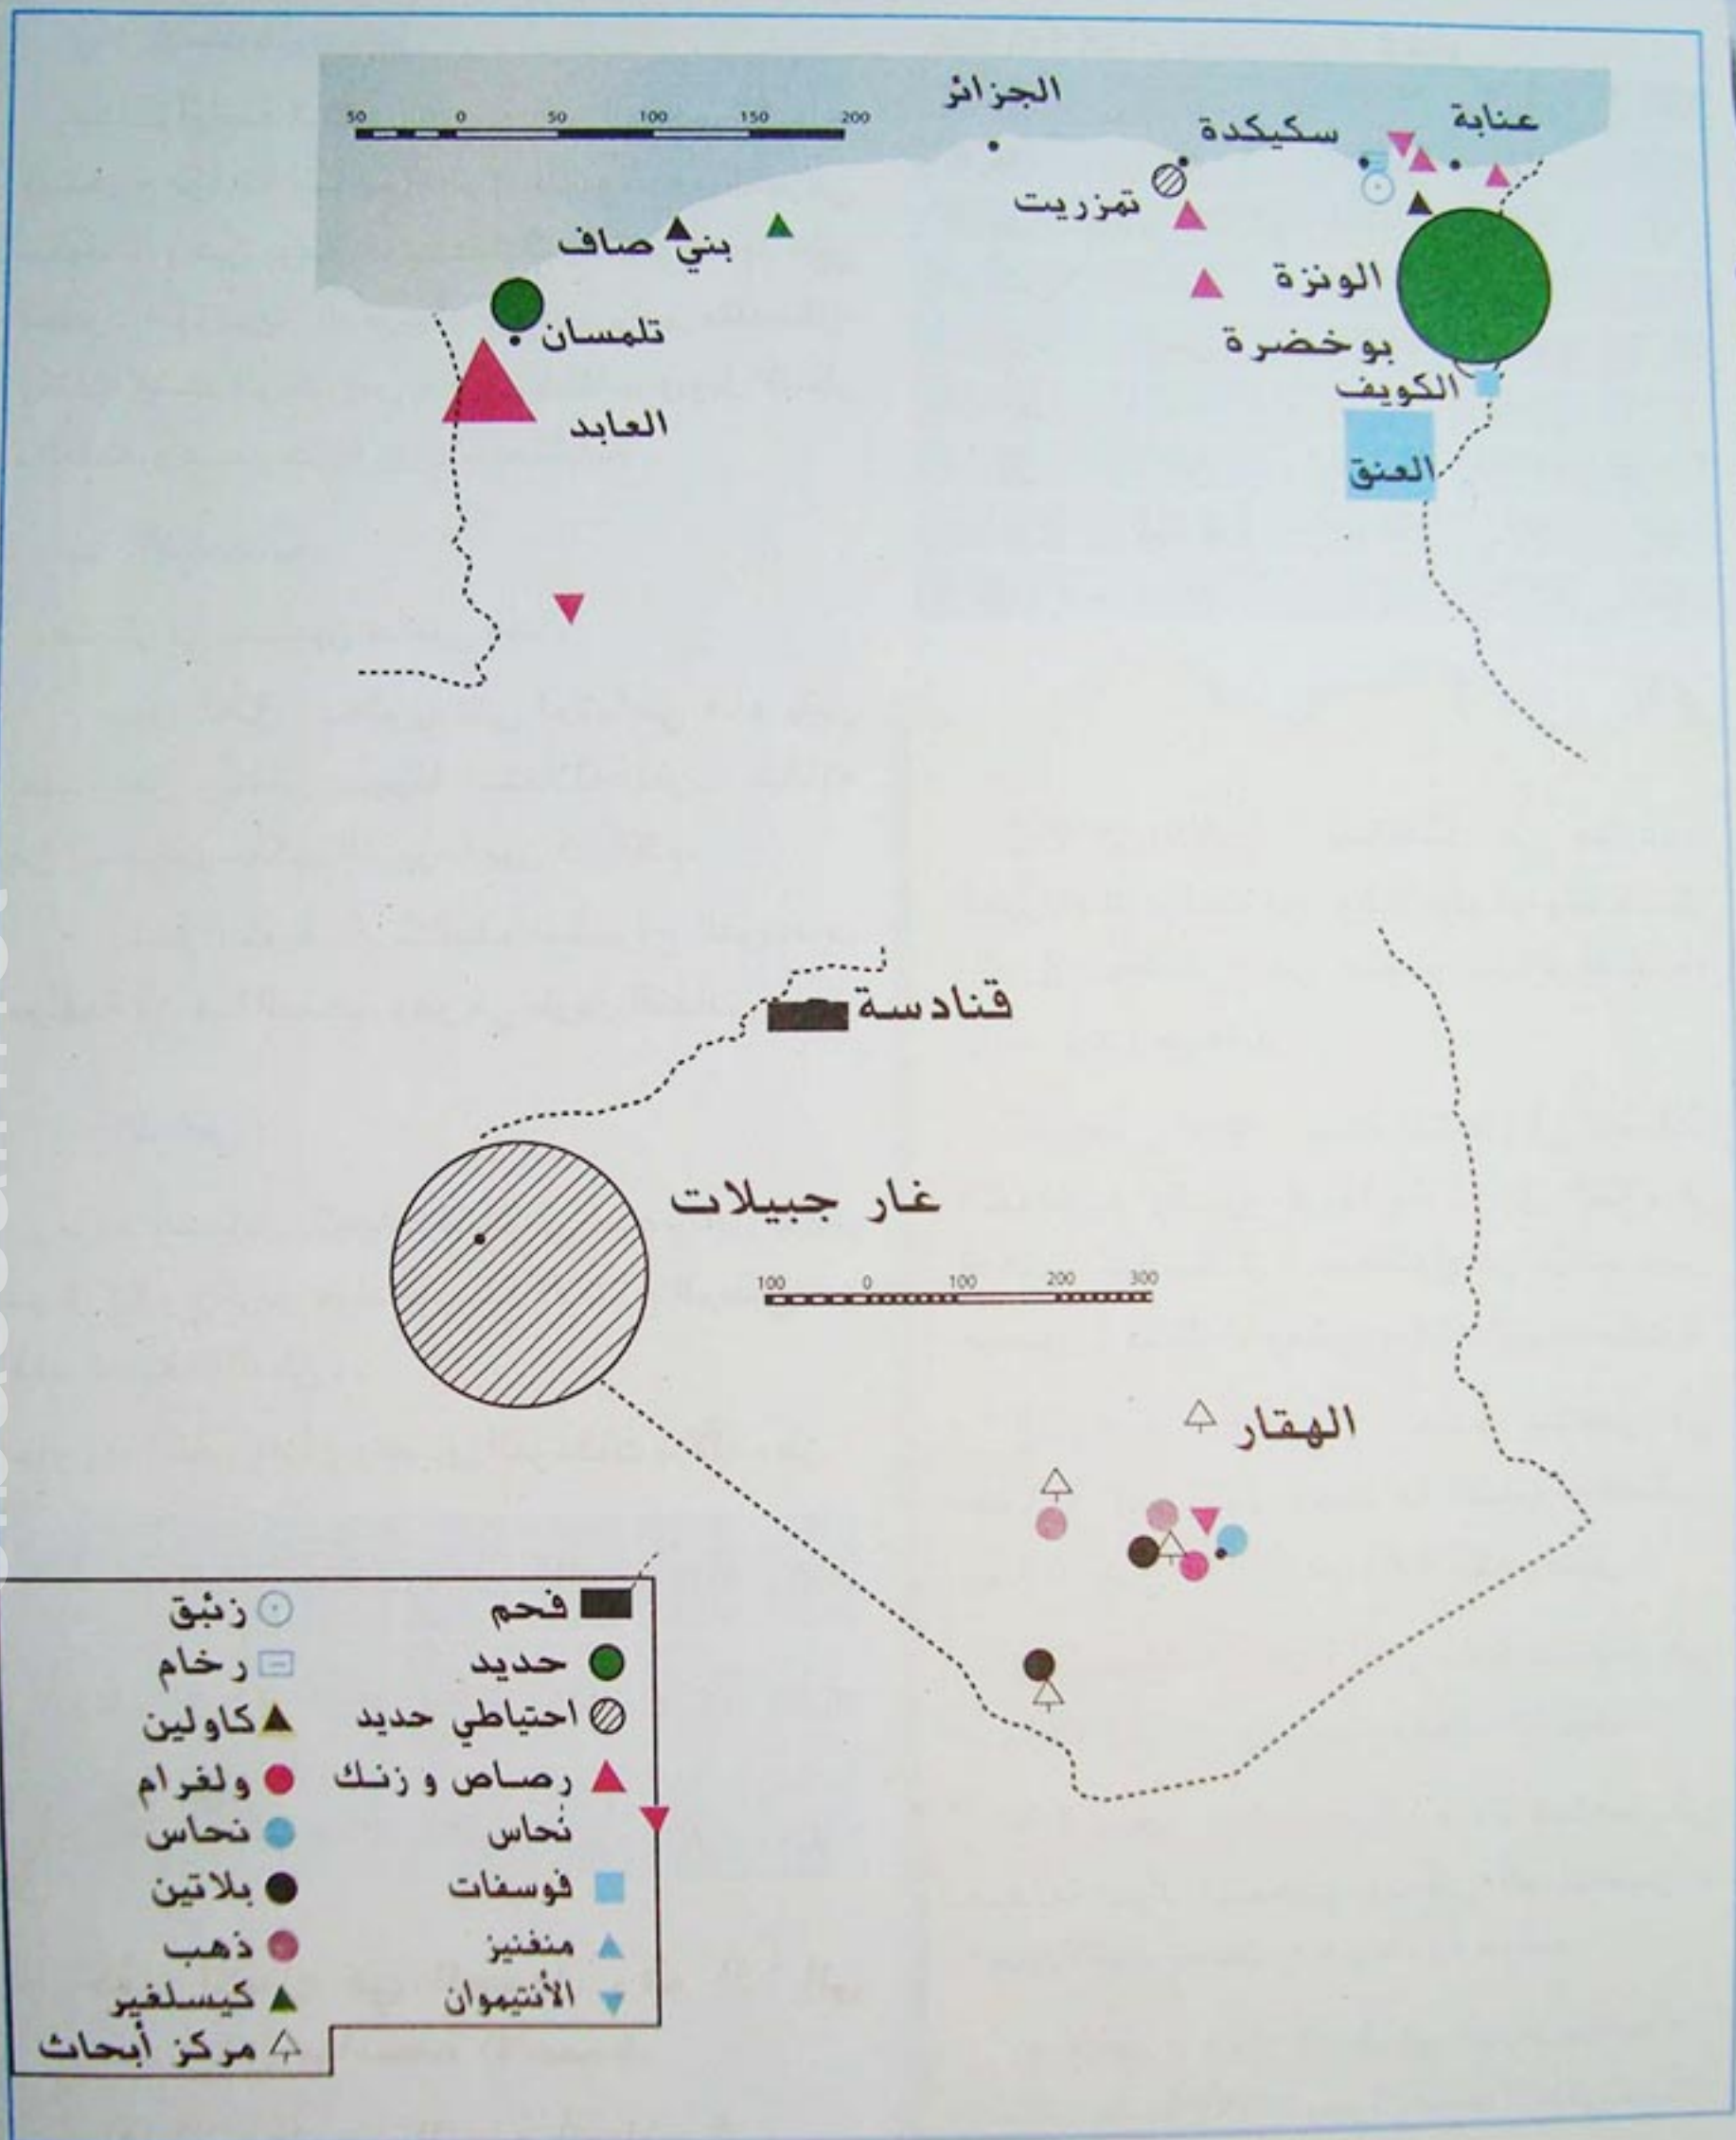 الجزائر
عنابة
سكيكدة
50 0 50 100 150 200
تمزريت
بني صاف
الونزة
تلمسان
بوخضرة
الكويف
العابد
العنق
قنادسة
غار جبيلات
100 0 100 200 300
الهقار
فحم
حديد
احتياطي حديد
رصاص و زنك
نحاس
فوسفات
منغنيز
الأنتيموان
زئبق
رخام
كاولين
ولفرام
نحاس
بلاتين
ذهب
كيسلغير
مركز أبحاث